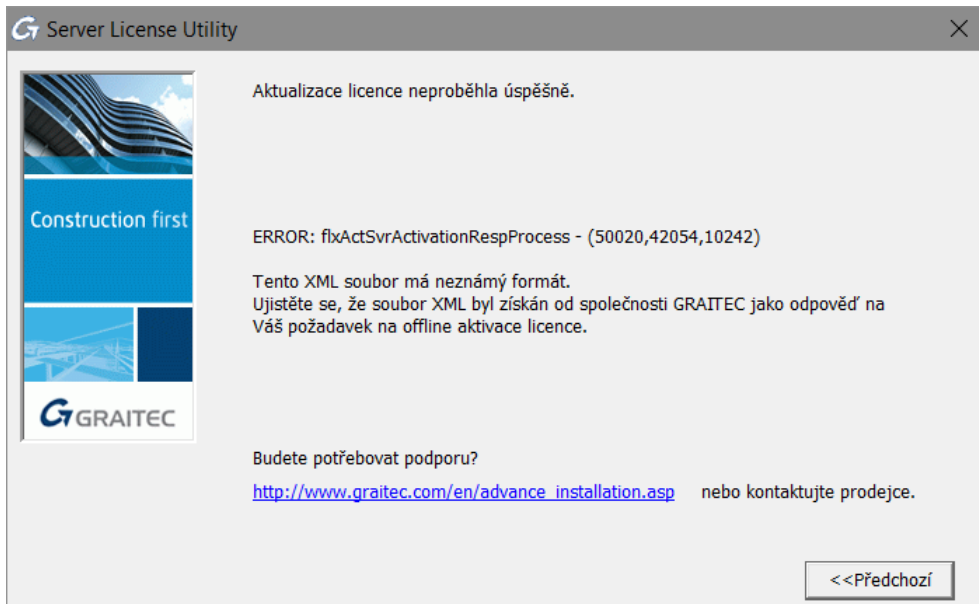 Server License Utility
Aktualizace licence neproběhla úspěšně.
Construction first
ERROR: flxActSvrActivationRespProcess - (50020,42054,10242)
Tento XML soubor má neznámý formát.
Ujistěte se, že soubor XML byl získán od společnosti GRAITEC jako odpověď na
Váš požadavek na offline aktivace licence.
GRAITEC
Budete potřebovat podporu?
http://www.graitec.com/en/advance_installation.asp nebo kontaktujte prodejce.
<<Předchozí